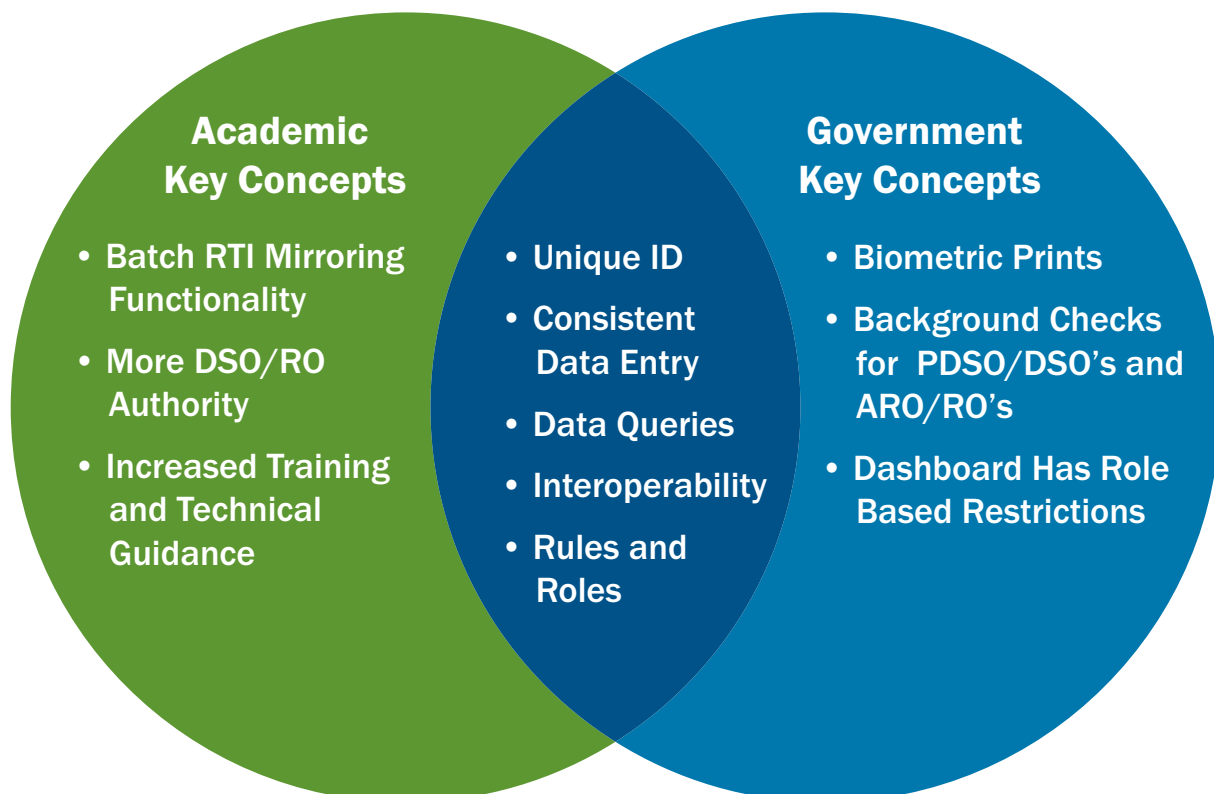 Academic
Key Concepts
• Batch RTI Mirroring
Functionality
• More DSO/RO
Authority
• Increased Training
and Technical
Guidance
• Unique ID
• Consistent
Data Entry
• Data Queries
• Interoperability
• Rules and
Roles
Government
Key Concepts
• Biometric Prints
• Background Checks
for PDSO/DSO’s and
ARO/RO’s
• Dashboard Has Role
Based Restrictions